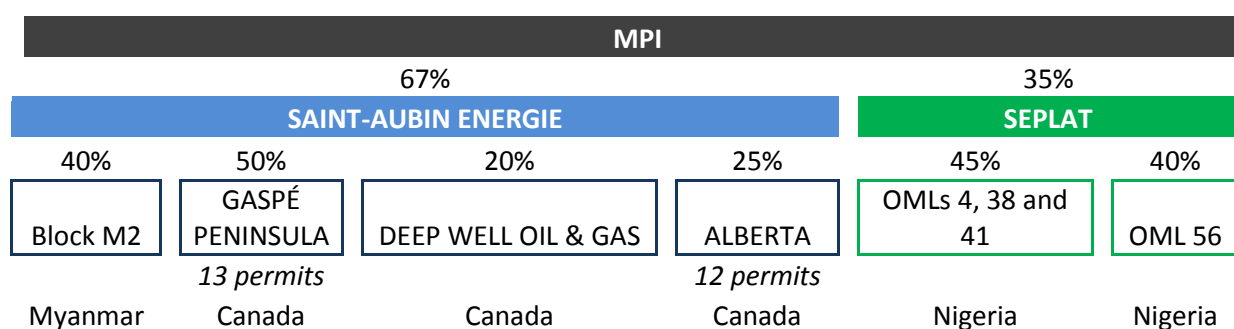 MPI
67% 35%
SAINT-AUBIN ENERGIE SEPLAT
40% 50% 20% 25% 45% 40%
GASPÉ OMLs 4, 38 and
Block M2 PENINSULA DEEP WELL OIL & GAS ALBERTA 41 OML 56
13 permits 12 permits
Myanmar Canada Canada Canada Nigeria Nigeria